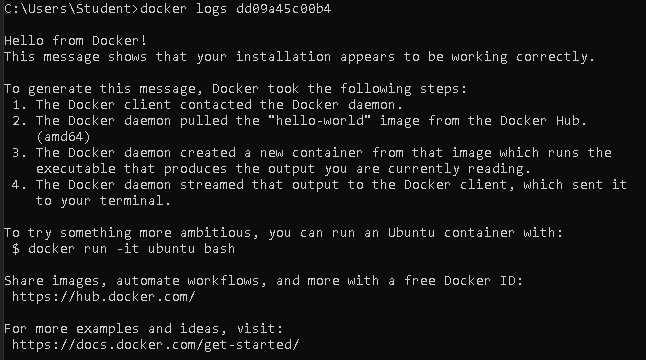 C:\Users\Student>docker logs dd09a45c00b4
Hello from Docker!
This message shows that your installation appears to be working correctly.
To generate this message, Docker took the following steps:
1. The Docker client contacted the Docker daemon.
2. The Docker daemon pulled the "hello-world" image from the Docker Hub.
(amd64)
3. The Docker daemon created a new container from that image which runs the
executable that produces the output you are currently reading.
4. The Docker daemon streamed that output to the Docker client, which sent it
to your terminal.
To try something more ambitious, you can run an Ubuntu container with:
$ docker run -it ubuntu bash
Share images, automate workflows, and more with a free Docker ID:
https://hub.docker.com/
For more examples and ideas, visit:
https://docs.docker.com/get-started/